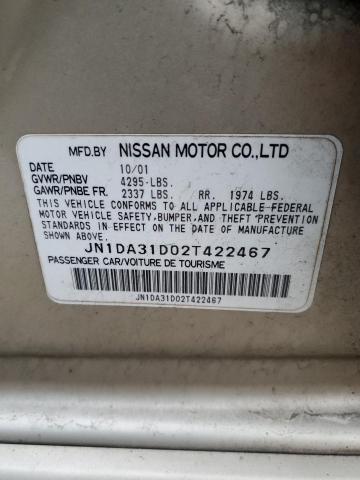 MFD.BY NISSAN MOTOR CO.,LTD
DATE 10/01
GVWR/PNBV 4295-LBS.
GAWR/PNBE FR. 2337 LBS. RR. 1974 LBS.
THIS VEHICLE CONFORMS TO ALL APPLICABLE FEDERAL
MOTOR VEHICLE SAFETY,BUMPER,AND THEFT PREVENTION
STANDARDS IN EFFECT ON THE DATE OF MANUFACTURE
SHOWN ABOVE.
JN1DA31D02T422467
PASSENGER CAR/VOITURE DE TOURISME
JN1DA31D02T422467